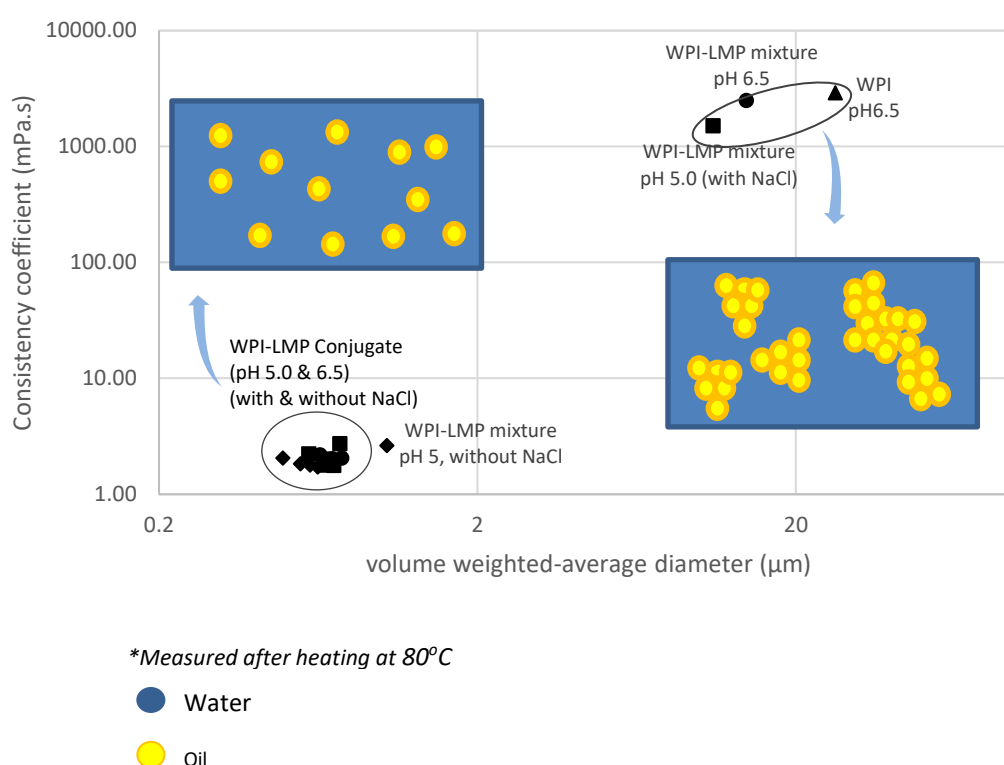 Consistency coefficient (mPa.s)
10000.00
1000.00
100.00
10.00
1.00
WPI-LMP mixture
pH 6.5
WPI
pH6.5
WPI-LMP mixture
pH 5.0 (with NaCl)
WPI-LMP Conjugate
(pH 5.0 & 6.5)
(with & without NaCl)
WPI-LMP mixture
pH 5, without NaCl
0.2
2
20
volume weighted-average diameter (µm)
*Measured after heating at 80°C
Water
Oil